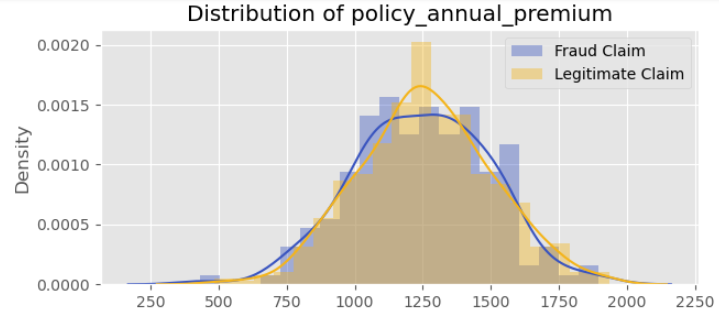 Distribution of policy_annual_premium
Fraud Claim
Legitimate Claim
Density
0.0020
0.0015
0.0010
0.0005
0.0000
250 500 750 1000 1250 1500 1750 2000 2250